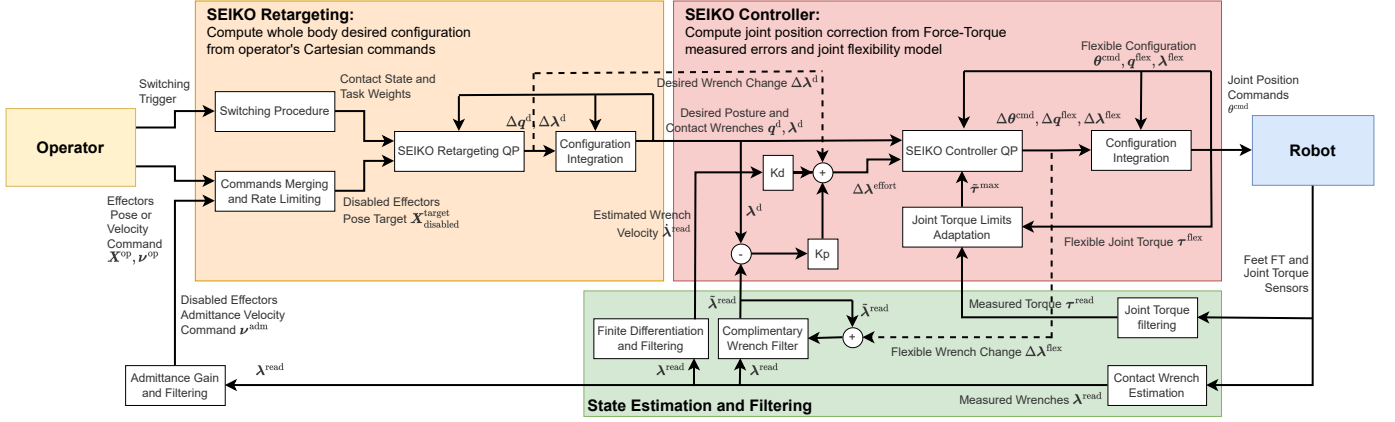 SEIKO Retargeting:
Compute whole body desired configuration
from operator's Cartesian commands
SEIKO Controller:
Compute joint position correction from Force-Torque
measured errors and joint flexibility model
Flexible Configuration
θ^cmd, q^flex, λ^flex
Switching
Trigger
Contact State and
Task Weights
Desired Wrench Change Δλ^d
Joint Position
Commands
θ^cmd
Operator
Switching Procedure
Δq^d, Δλ^d
Desired Posture and
Contact Wrenches q^d, λ^d
Δθ^cmd, Δq^flex, Δλ^flex
SEIKO Retargeting QP
Configuration
Integration
SEIKO Controller QP
Configuration
Integration
Robot
Commands Merging
and Rate Limiting
Kd
+
Δλ^effort
τ̃^max
Effectors
Pose or
Velocity
Command
X^op, ν^op
Disabled Effectors
Pose Target X^target_disabled
Estimated Wrench
Velocity λ̇^read
λ^d
Joint Torque Limits
Adaptation
Flexible Joint Torque τ^flex
-
Kp
Feet FT and
Joint Torque
Sensors
Disabled Effectors
Admittance Velocity
Command ν^adm
λ̃^read
λ̃^read
Measured Torque τ^read
Joint Torque
filtering
Finite Differentiation
and Filtering
Complimentary
Wrench Filter
+
Flexible Wrench Change Δλ^flex
λ^read
λ^read
λ^read
Admittance Gain
and Filtering
Contact Wrench
Estimation
Measured Wrenches λ^read
State Estimation and Filtering